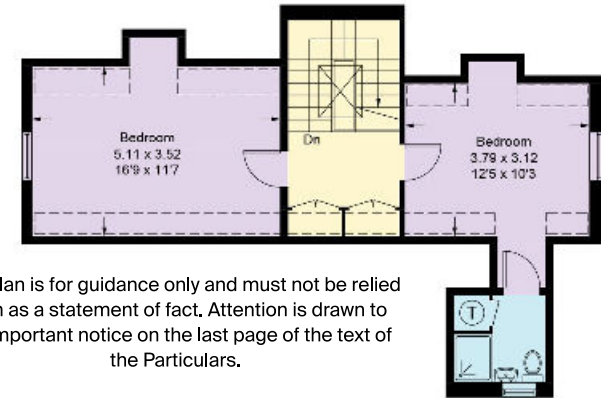 Bedroom
5.11 x 3.52
16'9 x 11'7
Dn
Bedroom
3.79 x 3.12
12'5 x 10'3
T
lan is for guidance only and must not be relied
n as a statement of fact. Attention is drawn to
mportant notice on the last page of the text of
the Particulars.